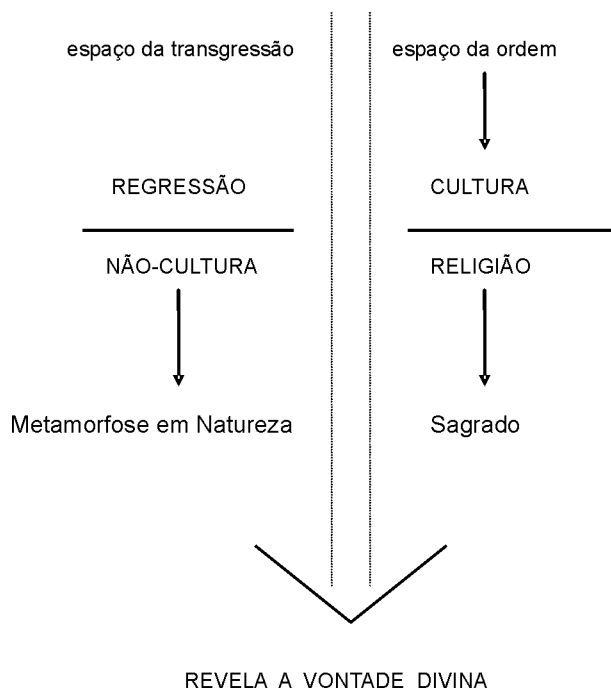 espaço da transgressão
espaço da ordem
REGRESSÃO
CULTURA
NÃO-CULTURA
RELIGIÃO
Metamorfose em Natureza
Sagrado
REVELA A VONTADE DIVINA